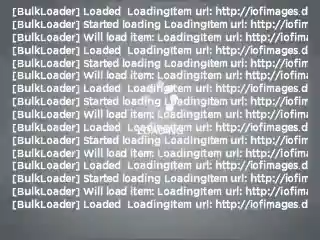 [BulkLoader] Loaded LoadingItem url: http://iofimages.d
[BulkLoader] Started loading LoadingItem url: http://iofim
[BulkLoader] Will load item: LoadingItem url: http://iofima
[BulkLoader] Loaded LoadingItem url: http://iofimages.d
[BulkLoader] Started loading LoadingItem url: http://iofim
[BulkLoader] Will load item: LoadingItem url: http://iofima
[BulkLoader] Loaded LoadingItem url: http://iofimages.d
[BulkLoader] Started loading LoadingItem url: http://iofim
[BulkLoader] Will load item: LoadingItem url: http://iofima
[BulkLoader] Loaded LoadingItem url: http://iofimages.d
LOADING
[BulkLoader] Started loading LoadingItem url: http://iofim
[BulkLoader] Will load item: LoadingItem url: http://iofima
[BulkLoader] Loaded LoadingItem url: http://iofimages.d
[BulkLoader] Started loading LoadingItem url: http://iofim
[BulkLoader] Will load item: LoadingItem url: http://iofima
[BulkLoader] Loaded LoadingItem url: http://iofimages.d